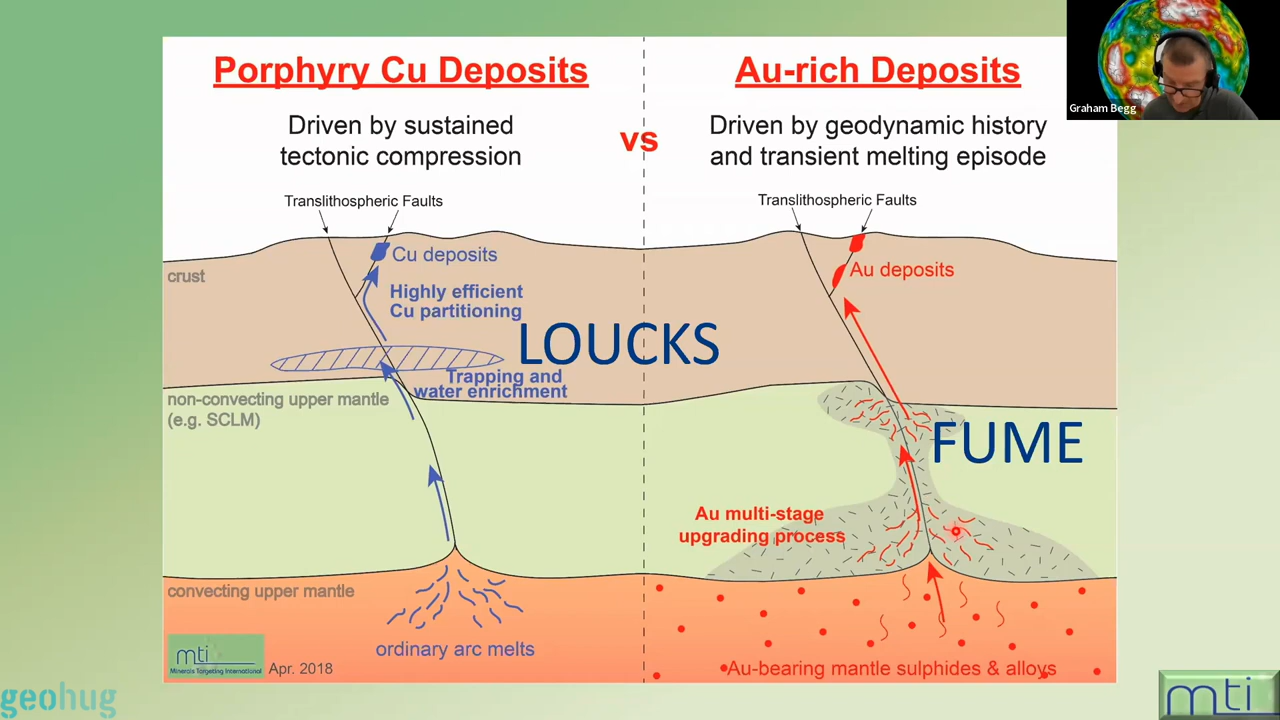 Porphyry Cu Deposits
Driven by sustained
tectonic compression
vs
Au-rich Deposits
Driven by geodynamic history
and transient melting episode
Graham Begg
Translithospheric Faults
Translithospheric Faults
Cu deposits
Au deposits
crust
Highly efficient
Cu partitioning
LOUCKS
Trapping and
water enrichment
non-convecting upper mantle
(e.g. SCLM)
FUME
Au multi-stage
upgrading process
convecting upper mantle
ordinary arc melts
Au-bearing mantle sulphides & alloys
mti
Minerals Targeting International
Apr. 2018
geohug
mti